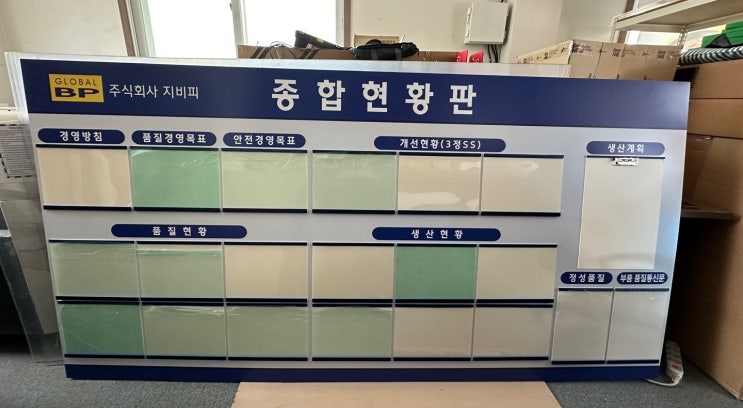 GLOBAL
BP 주식회사 지비피
종합현황판
경영방침 품질경영목표 안전경영목표 개선현황(3정5S) 생산계획
품질현황 생산현황
정성품질 부품 품질통신문